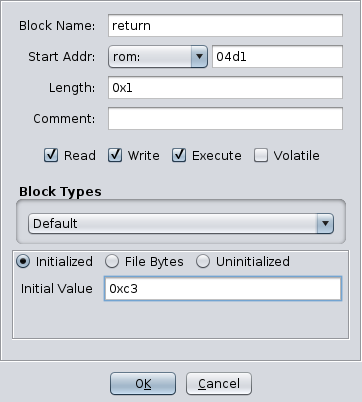 Block Name: return
Start Addr: rom: 04d1
Length: 0x1
Comment:
Read Write Execute Volatile
Block Types
Default
Initialized File Bytes Uninitialized
Initial Value 0xc3
OK Cancel